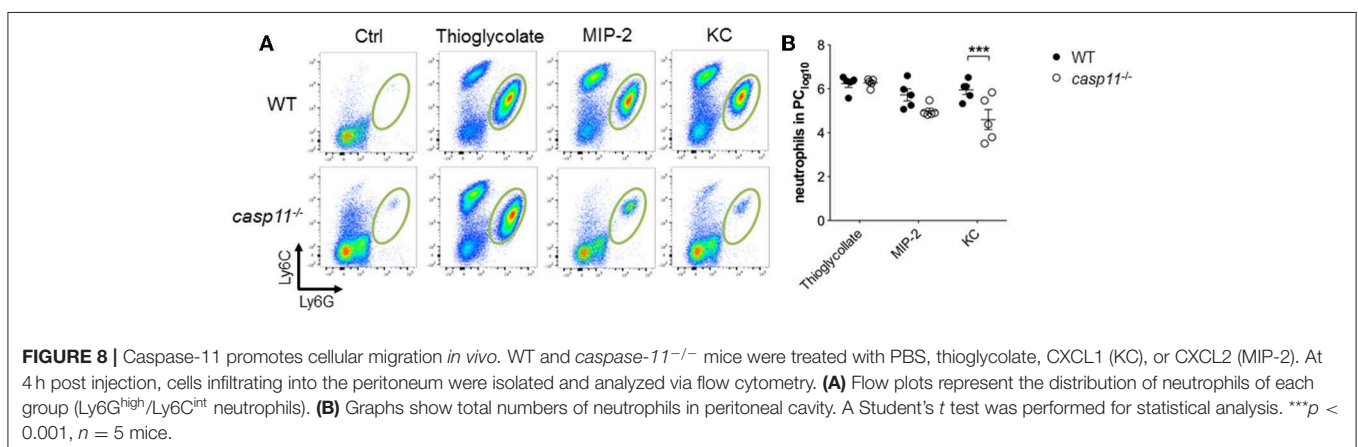 A
Ctrl Thioglycolate MIP-2 KC
WT
casp11-/-
Ly6C
Ly6G
B
neutrophils in PClog10
8
6
4
2
0
***
Thioglycollate
MIP-2
KC
WT
casp11-/-
FIGURE 8 | Caspase-11 promotes cellular migration in vivo. WT and caspase-11−/− mice were treated with PBS, thioglycolate, CXCL1 (KC), or CXCL2 (MIP-2). At
4 h post injection, cells infiltrating into the peritoneum were isolated and analyzed via flow cytometry. (A) Flow plots represent the distribution of neutrophils of each
group (Ly6Ghigh/Ly6Cint neutrophils). (B) Graphs show total numbers of neutrophils in peritoneal cavity. A Student's t test was performed for statistical analysis. ***p <
0.001, n = 5 mice.